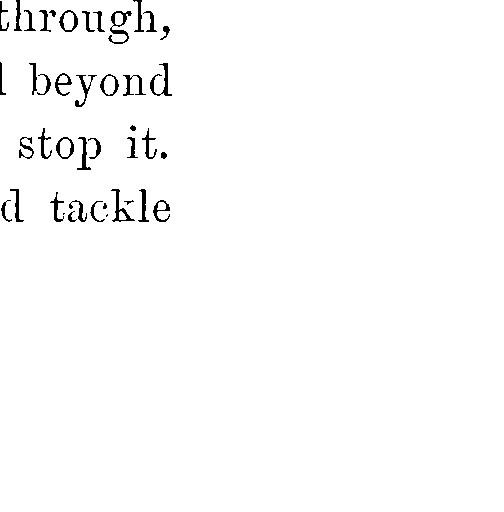 through,
beyond
stop it.
tackle